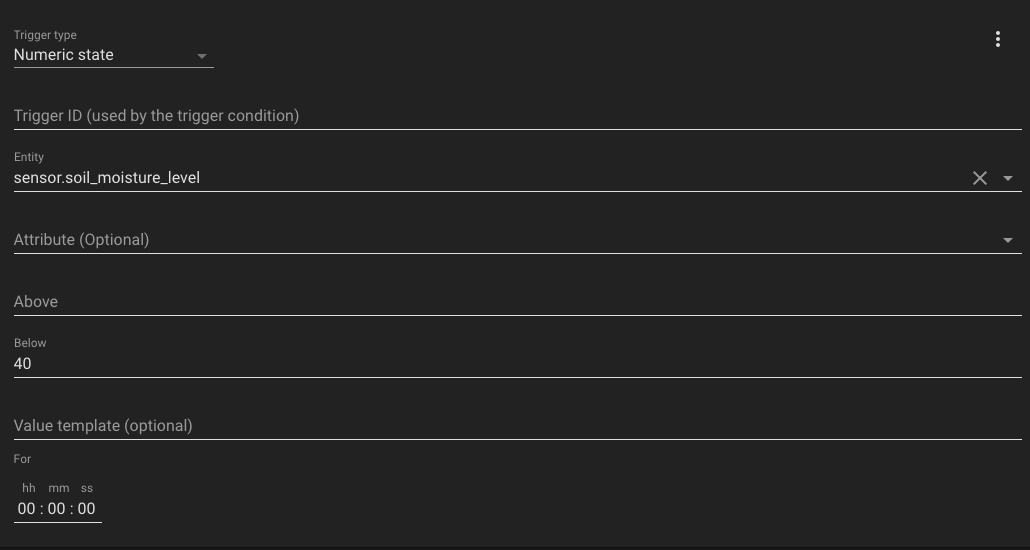 Trigger type
Numeric state
Trigger ID (used by the trigger condition)
Entity
sensor.soil_moisture_level
Attribute (Optional)
Above
Below
40
Value template (optional)
For
hh mm ss
00 : 00 : 00